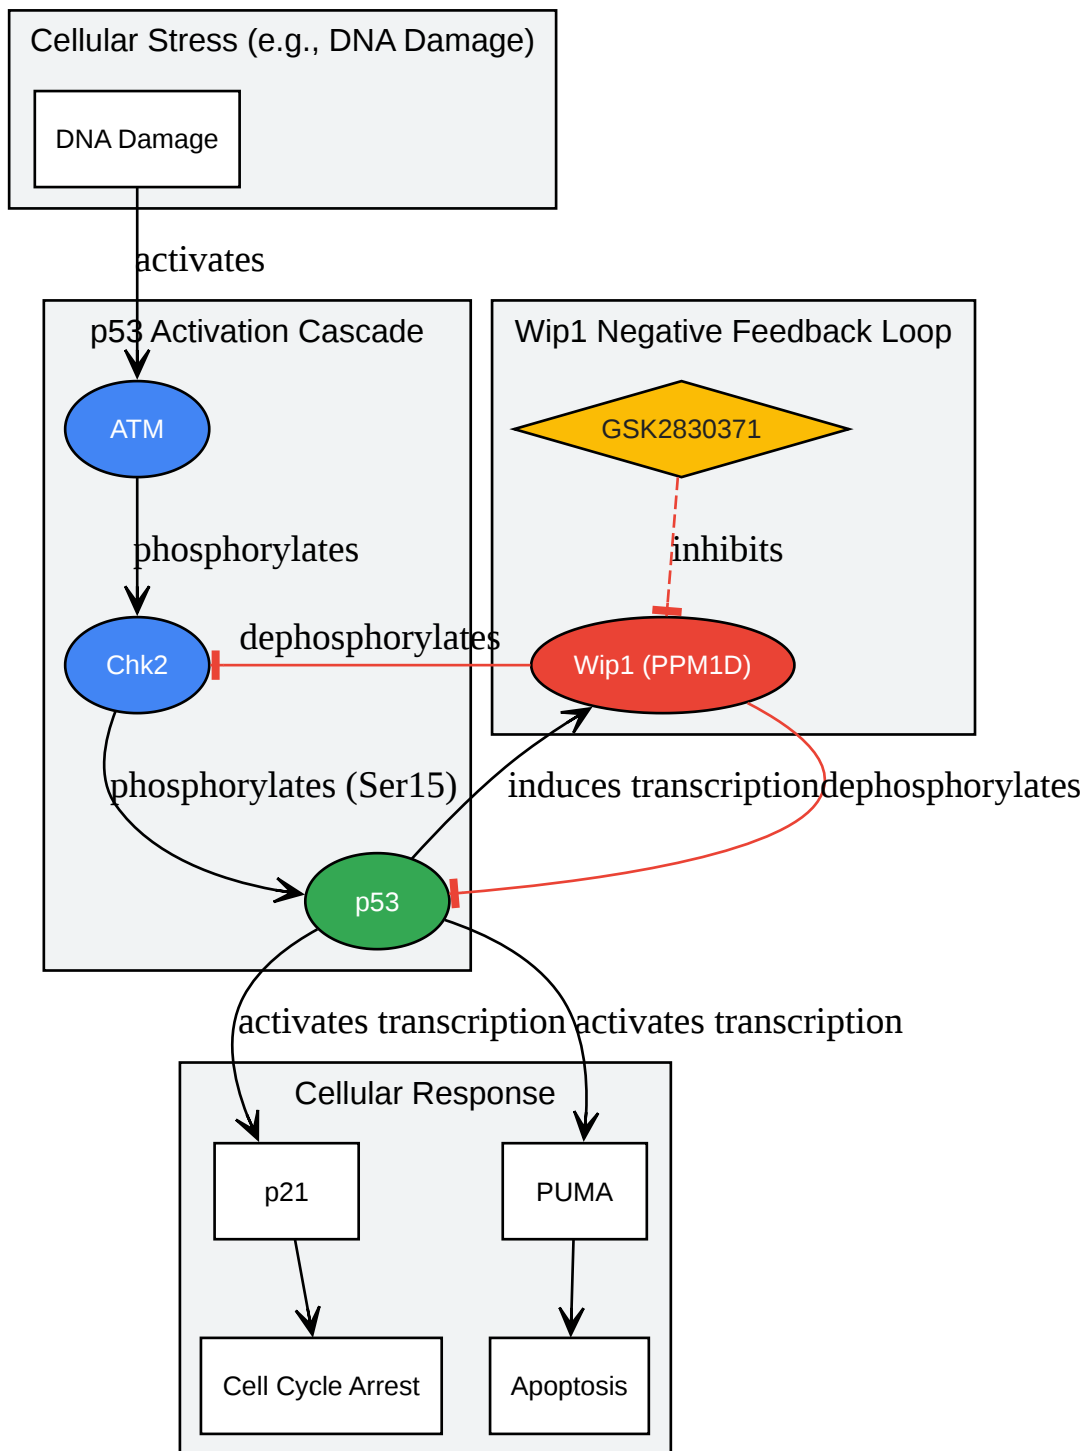 Cellular Stress (e.g., DNA Damage)
DNA Damage
activates
p53 Activation Cascade
Wip1 Negative Feedback Loop
ATM
GSK2830371
phosphorylates
inhibits
dephosphorylates
Chk2
Wip1 (PPM1D)
phosphorylates (Ser15)
induces transcription
dephosphorylates
p53
activates transcription
activates transcription
Cellular Response
p21
PUMA
Cell Cycle Arrest
Apoptosis